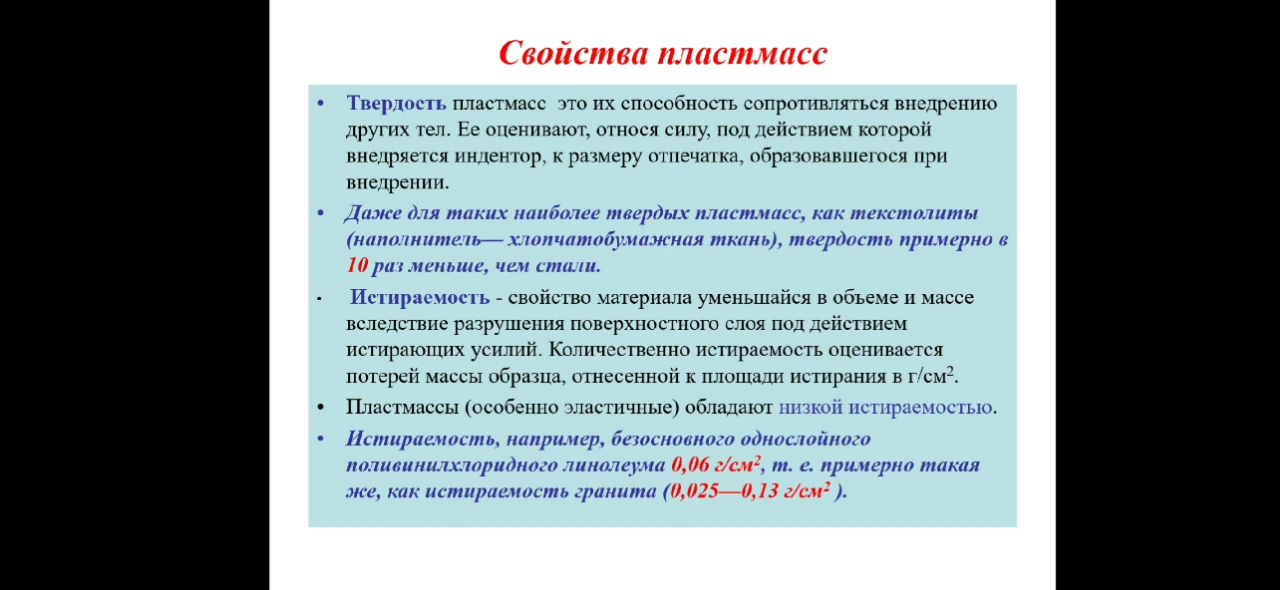 Свойства пластмасс
• Твердость пластмасс это их способность сопротивляться внедрению
других тел. Ее оценивают, относя силу, под действием которой
внедряется индентор, к размеру отпечатка, образовавшегося при
внедрении.
• Даже для таких наиболее твердых пластмасс, как текстолиты
(наполнитель— хлопчатобумажная ткань), твердость примерно в
10 раз меньше, чем стали.
• Истираемость - свойство материала уменьшайся в объеме и массе
вследствие разрушения поверхностного слоя под действием
истирающих усилий. Количественно истираемость оценивается
потерей массы образца, отнесенной к площади истирания в г/см².
• Пластмассы (особенно эластичные) обладают низкой истираемостью.
• Истираемость, например, безосновного однослойного
поливинилхлоридного линолеума 0,06 г/см², т. е. примерно такая
же, как истираемость гранита (0,025—0,13 г/см² ).